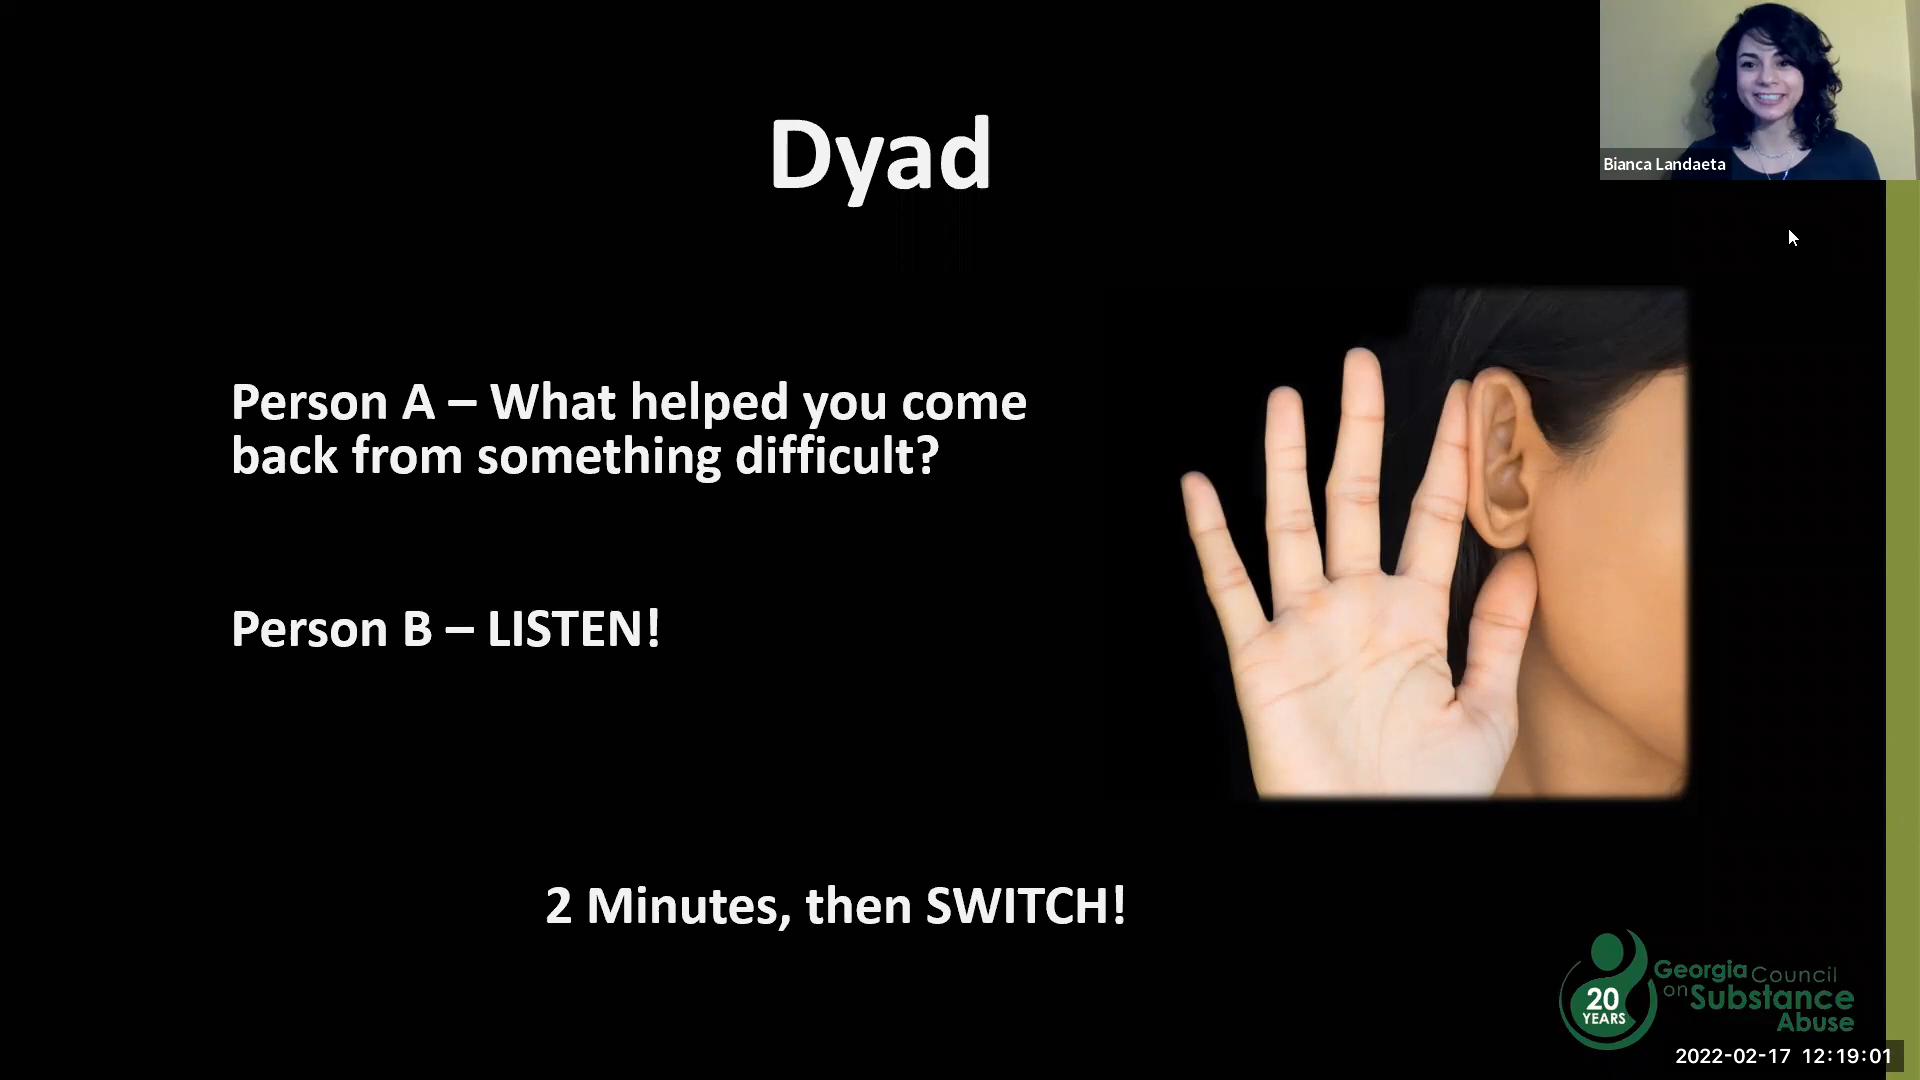 Dyad
Bianca Landaeta
Person A – What helped you come
back from something difficult?
Person B – LISTEN!
2 Minutes, then SWITCH!
20
YEARS
Georgia Council
on Substance
Abuse
2022-02-17 12:19:01